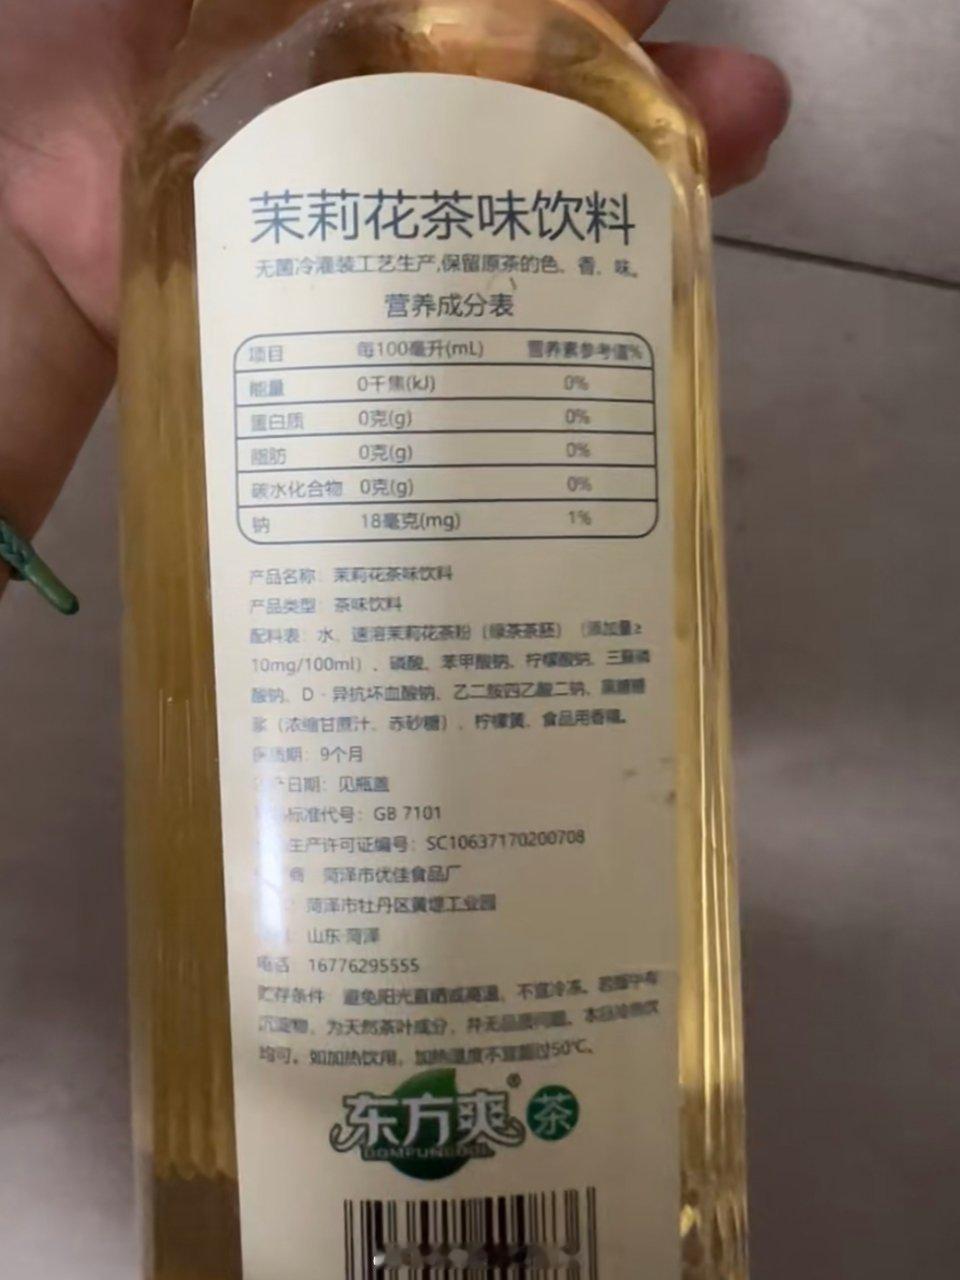 茉莉花茶味饮料
无菌冷灌装工艺生产,保留原茶的色、香、味。
营养成分表
项目 每100毫升(mL) 营养素参考值%
能量 0千焦(kJ) 0%
蛋白质 0克(g) 0%
脂肪 0克(g) 0%
碳水化合物 0克(g) 0%
钠 18毫克(mg) 1%
产品名称：茉莉花茶味饮料
产品类型：茶味饮料
配料表：水、速溶茉莉花茶粉（绿茶茶胚）（添加量≥
10mg/100ml）、磷酸、苯甲酸钠、柠檬酸钠、三聚磷
酸钠、D-异抗坏血酸钠、乙二胺四乙酸二钠、黑糖糖
浆（浓缩甘蔗汁、赤砂糖）、柠檬黄、食品用香精。
保质期：9个月
日期：见瓶盖
标准代号：GB 7101
生产许可证编号：SC10637170200708
商 菏泽市优佳食品厂
菏泽市牡丹区黄堽工业园
山东 菏泽
电话：16776295555
贮存条件：避免阳光直晒或高温，不宜冷冻。若瓶中有
沉淀物，为天然茶叶成分，并无品质问题。本品冷热饮
均可。如加热饮用，加热温度不宜超过50℃。
东方爽® 茶